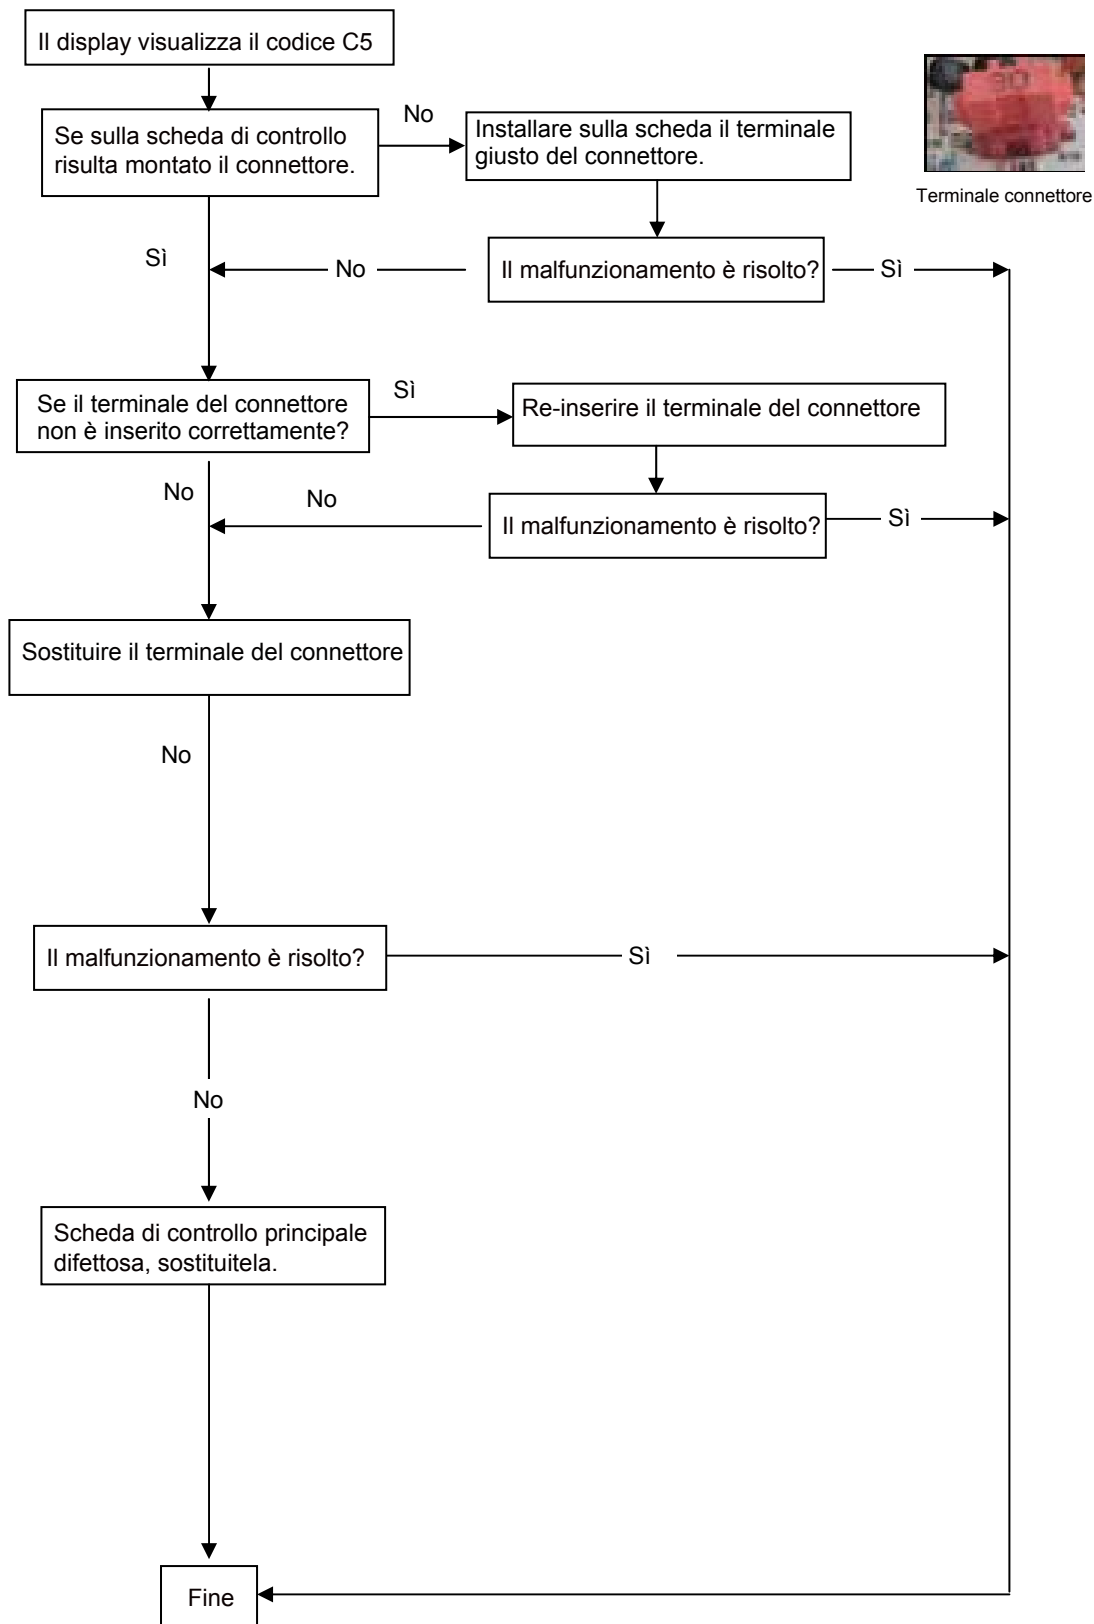 Il display visualizza il codice C5
Se sulla scheda di controllo
risulta montato il connettore.
No
Installare sulla scheda il terminale
giusto del connettore.
Terminale connettore
Sì
No
Il malfunzionamento è risolto?
Sì
Se il terminale del connettore
non è inserito correttamente?
Sì
Re-inserire il terminale del connettore
No
No
Il malfunzionamento è risolto?
Sì
Sostituire il terminale del connettore
No
Il malfunzionamento è risolto?
Sì
No
Scheda di controllo principale
difettosa, sostituitela.
Fine